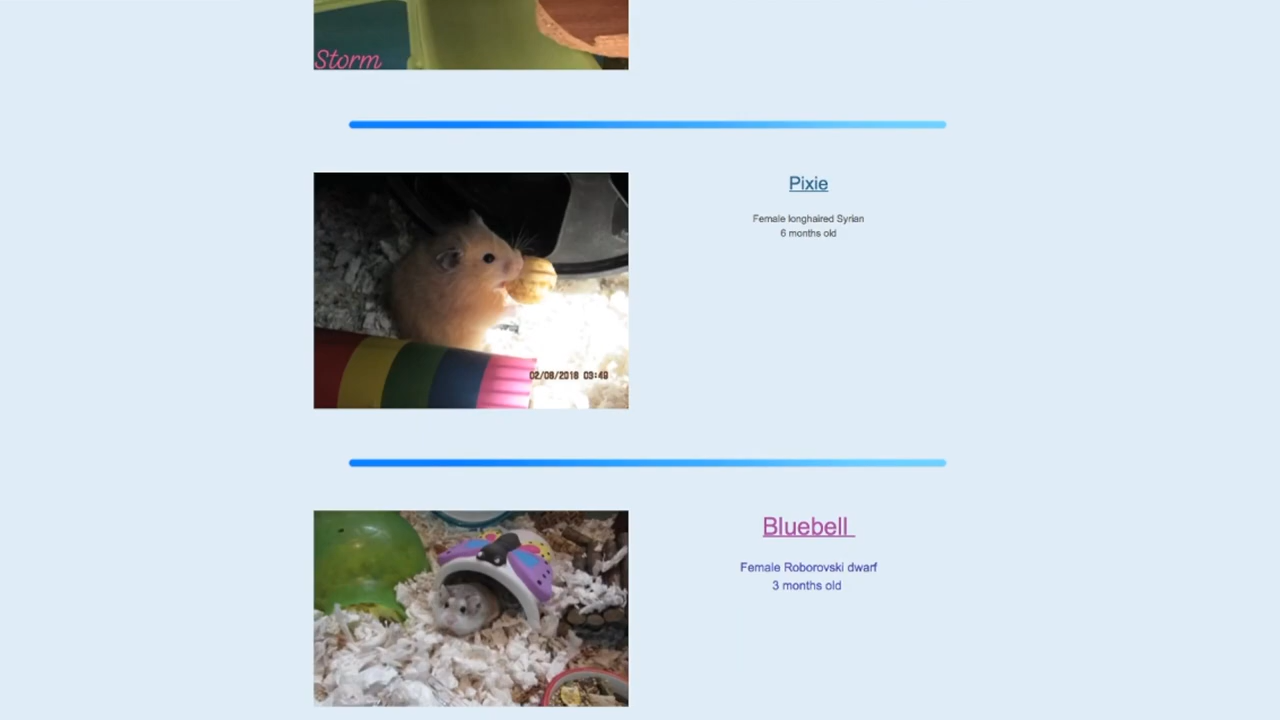 Storm
Pixie
Female longhaired Syrian
6 months old
02/08/2016 03:49
Bluebell
Female Roborovski dwarf
3 months old